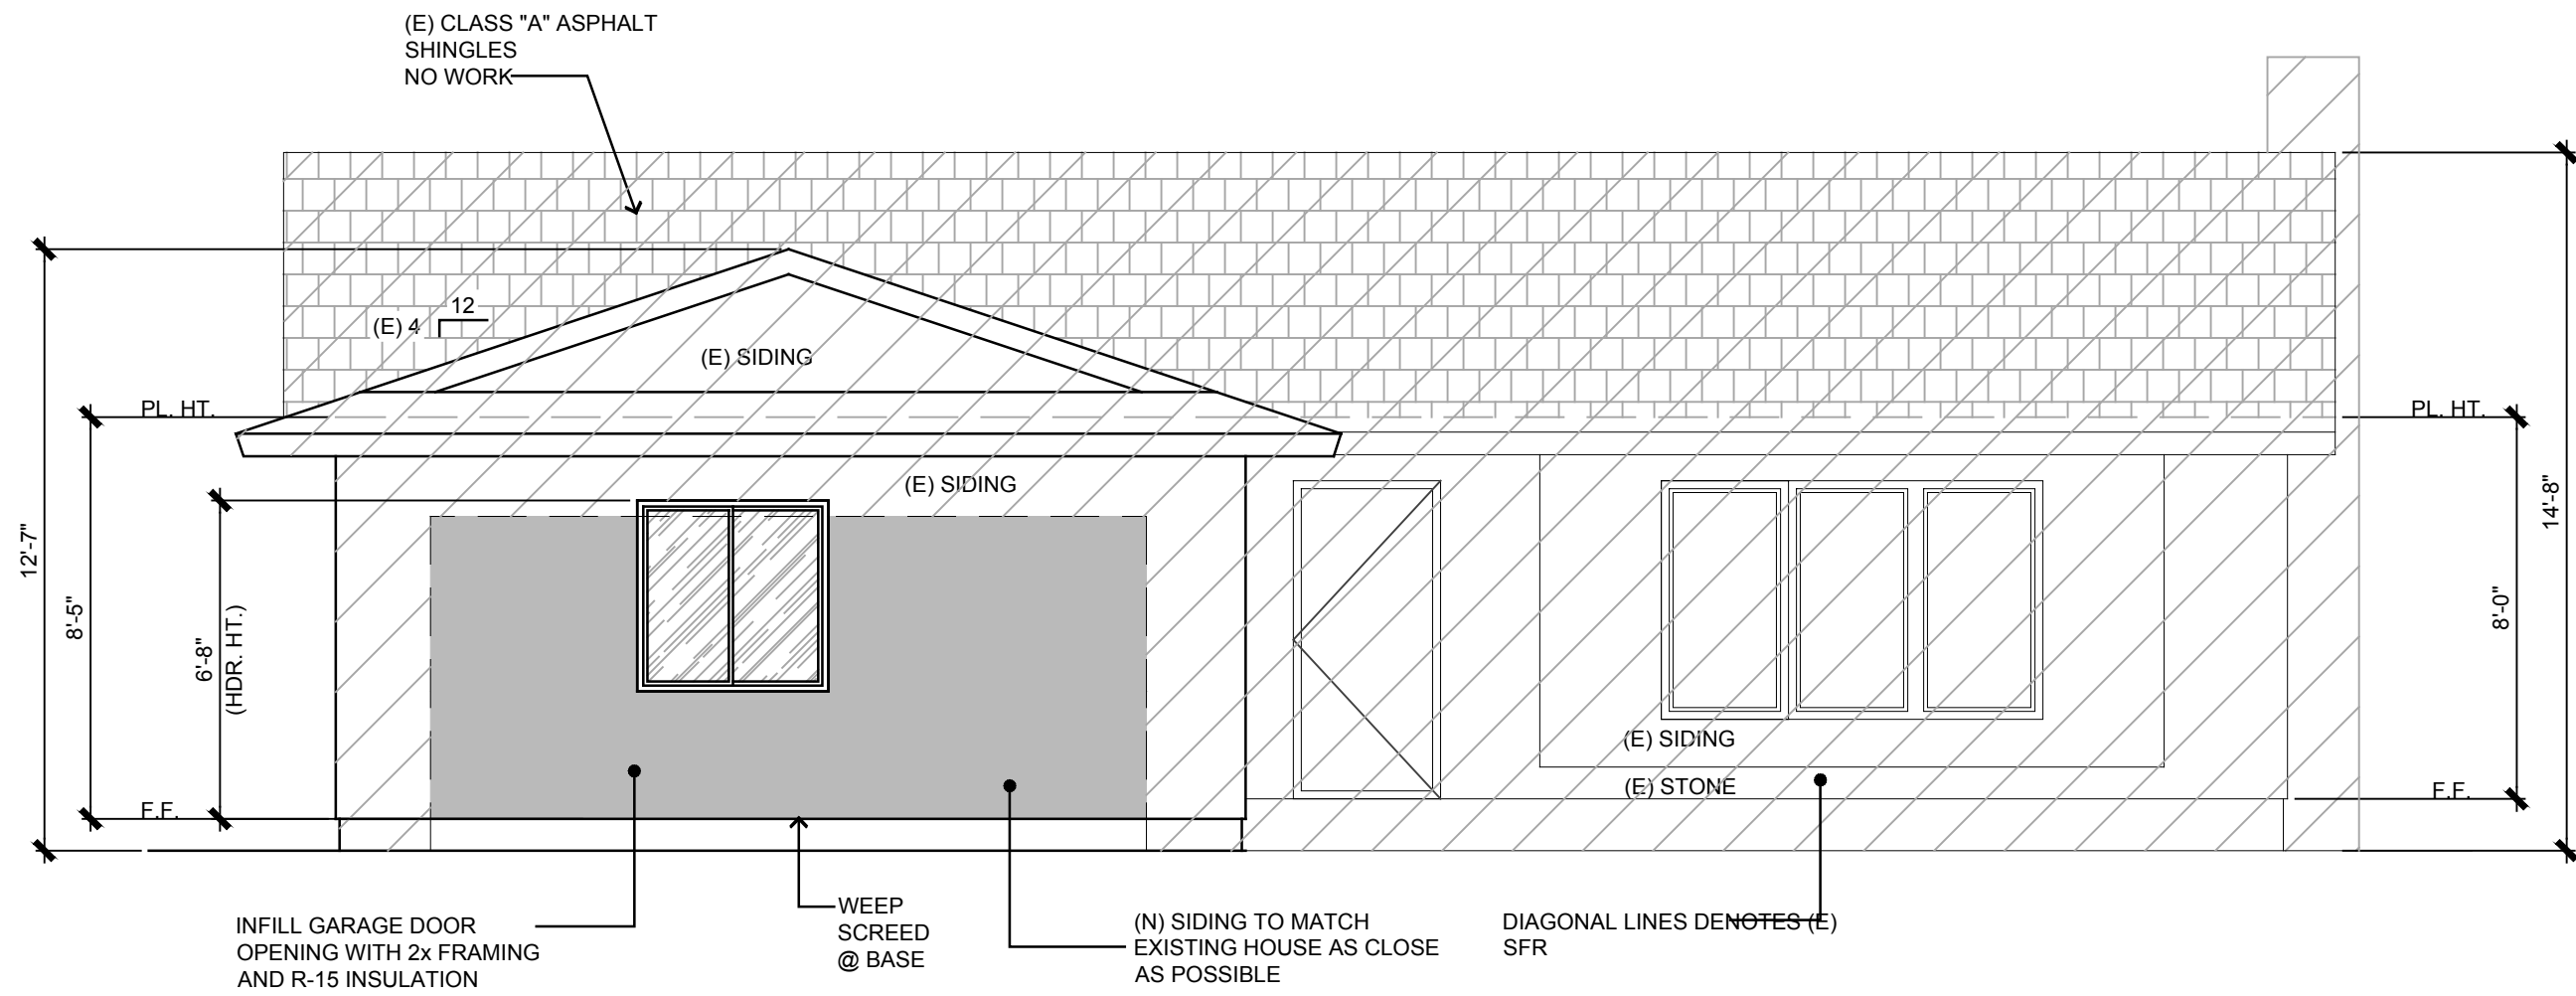 (E) CLASS "A" ASPHALT
SHINGLES
NO WORK
12
(E) 4
(E) SIDING
PL. HT.
PL. HT.
(E) SIDING
12'-7"
8'-5"
6'-8"
(HDR. HT.)
14'-8"
8'-0"
(E) SIDING
(E) STONE
F.F.
F.F.
INFILL GARAGE DOOR
OPENING WITH 2x FRAMING
AND R-15 INSULATION
WEEP
SCREED
@ BASE
(N) SIDING TO MATCH
EXISTING HOUSE AS CLOSE
AS POSSIBLE
DIAGONAL LINES DENOTES (E)
SFR